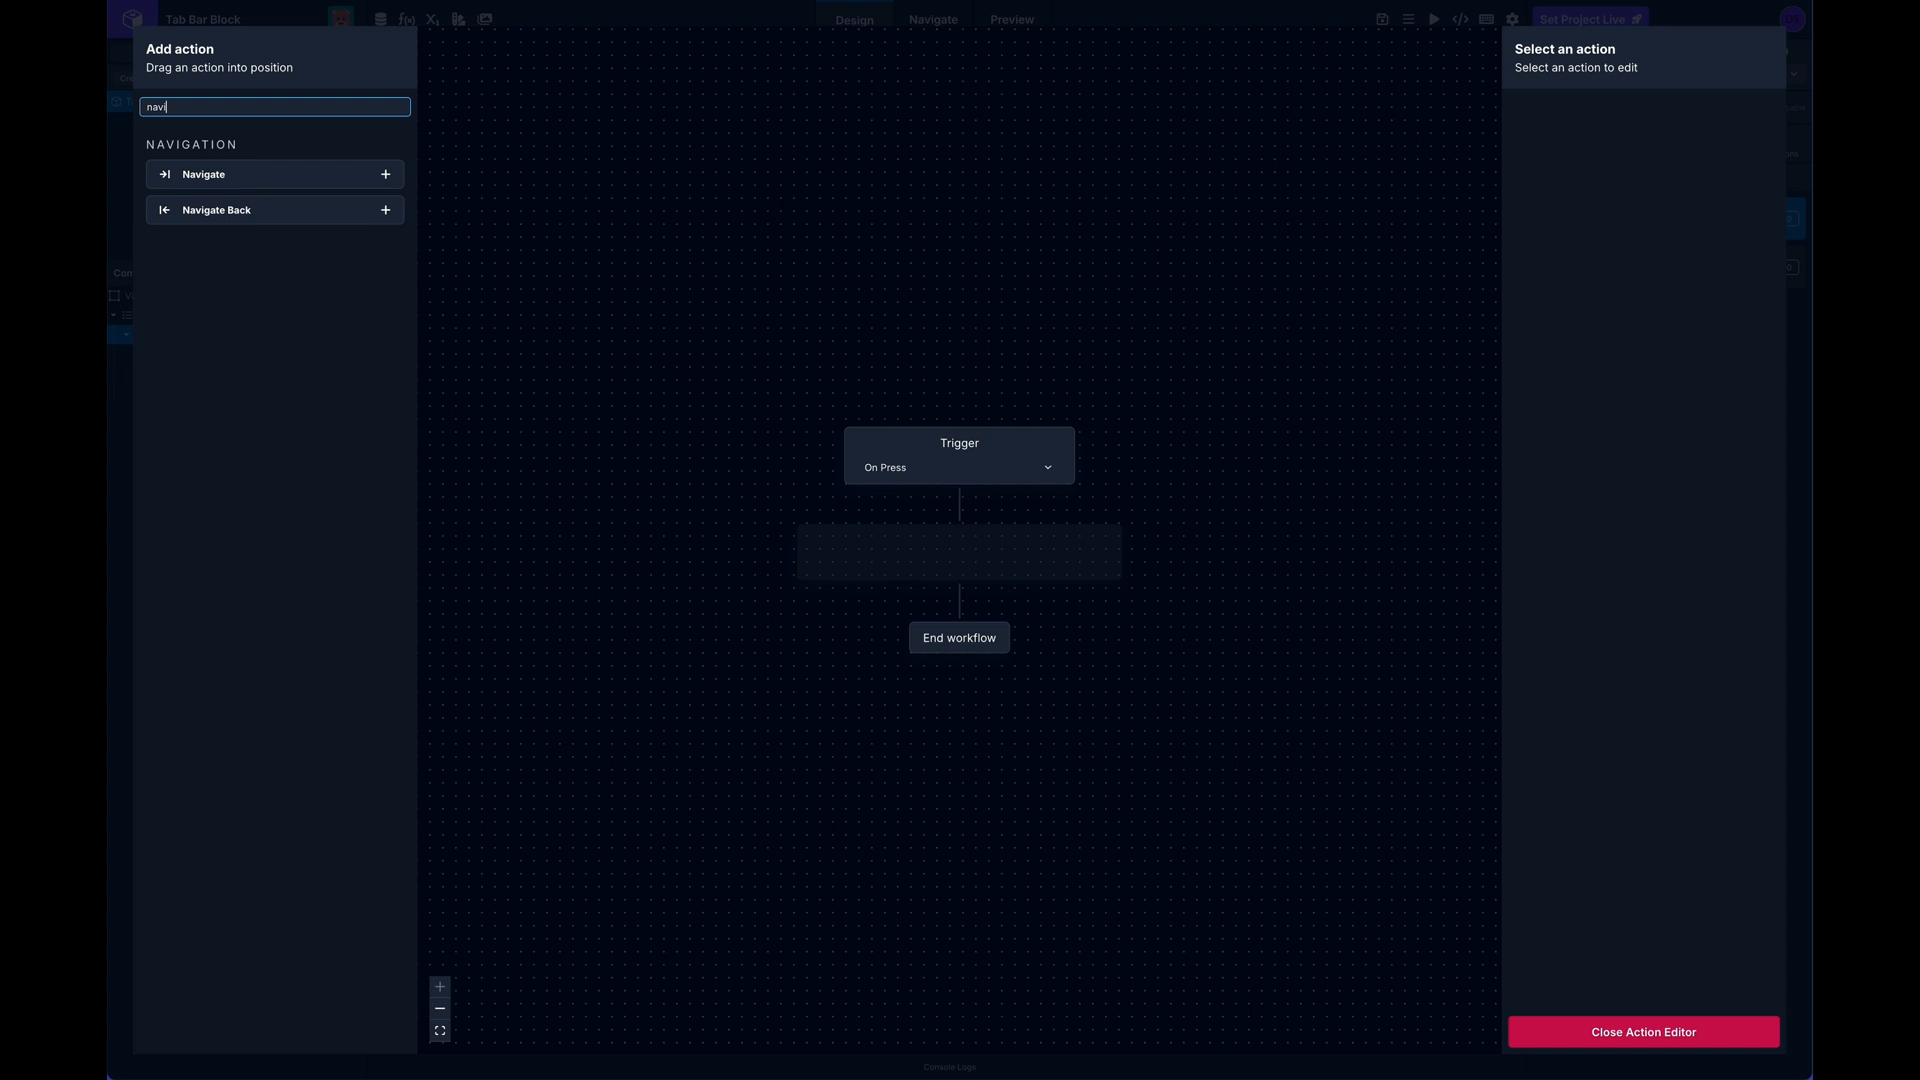 Tab Bar Block
f(x)
Design
Navigate
Preview
Set Project Live
Add action
Drag an action into position
navi
NAVIGATION
Navigate
Navigate Back
Trigger
On Press
End workflow
Select an action
Select an action to edit
Close Action Editor
Console Logs